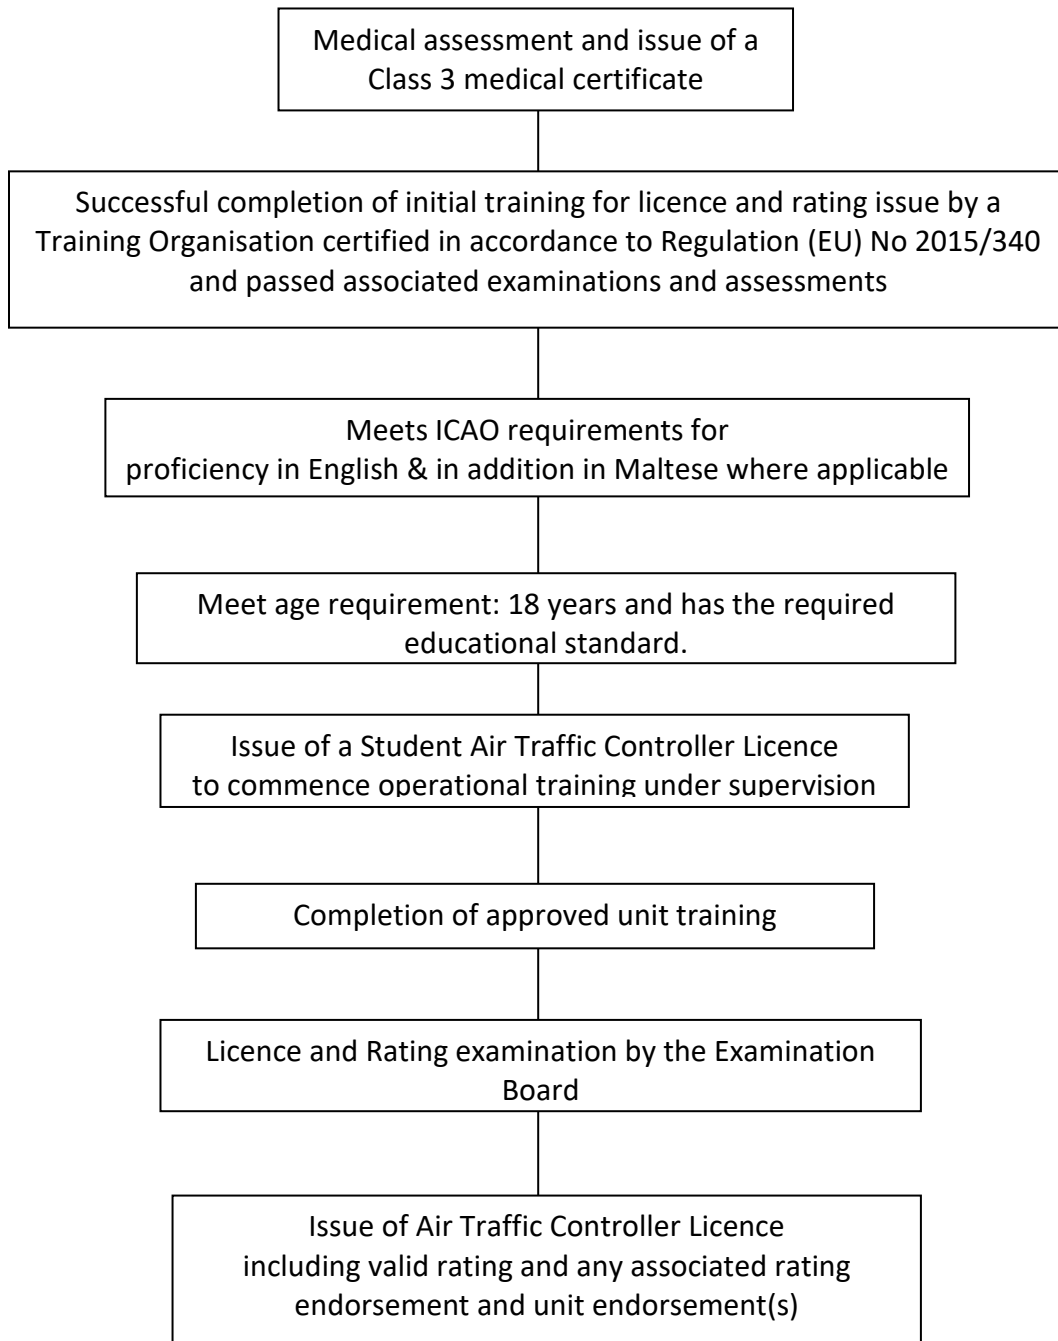 Medical assessment and issue of a
Class 3 medical certificate
Successful completion of initial training for licence and rating issue by a
Training Organisation certified in accordance to Regulation (EU) No 2015/340
and passed associated examinations and assessments
Meets ICAO requirements for
proficiency in English & in addition in Maltese where applicable
Meet age requirement: 18 years and has the required
educational standard.
Issue of a Student Air Traffic Controller Licence
to commence operational training under supervision
Completion of approved unit training
Licence and Rating examination by the Examination
Board
Issue of Air Traffic Controller Licence
including valid rating and any associated rating
endorsement and unit endorsement(s)